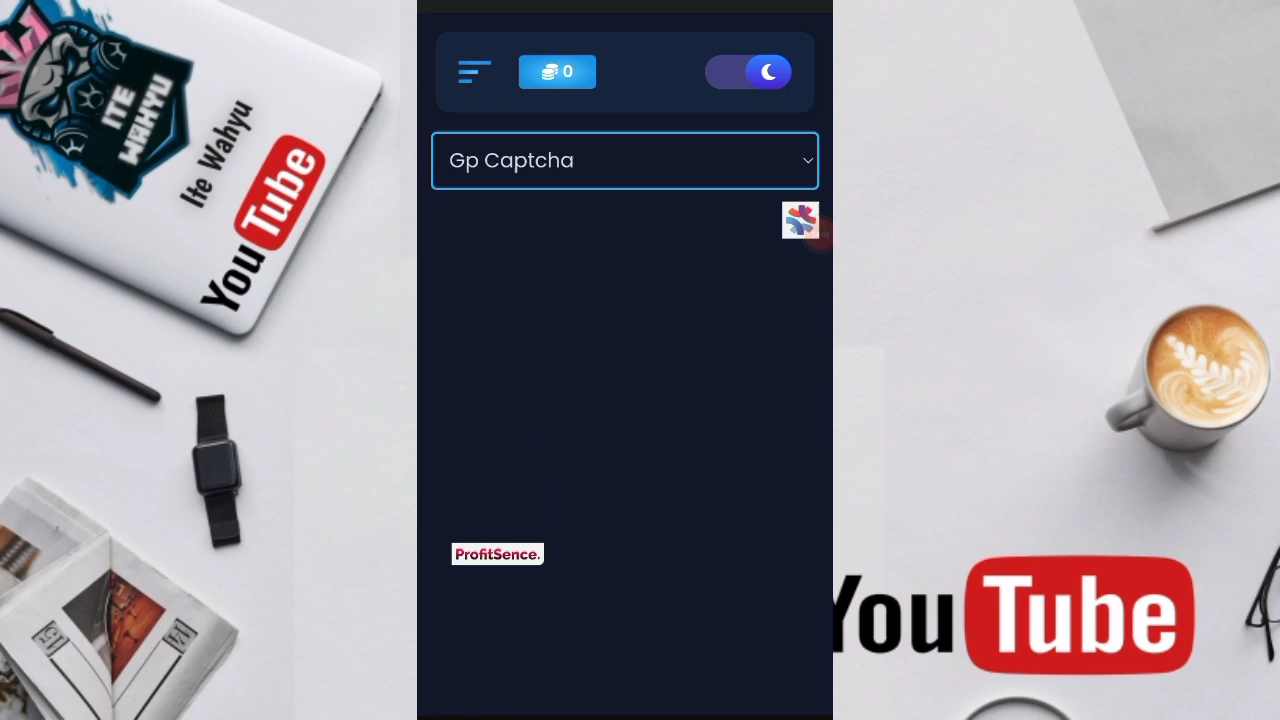 ITE
WAHYU
Ite Wahyu
YouTube
0
Gp Captcha
ProfitSence.
YouTube